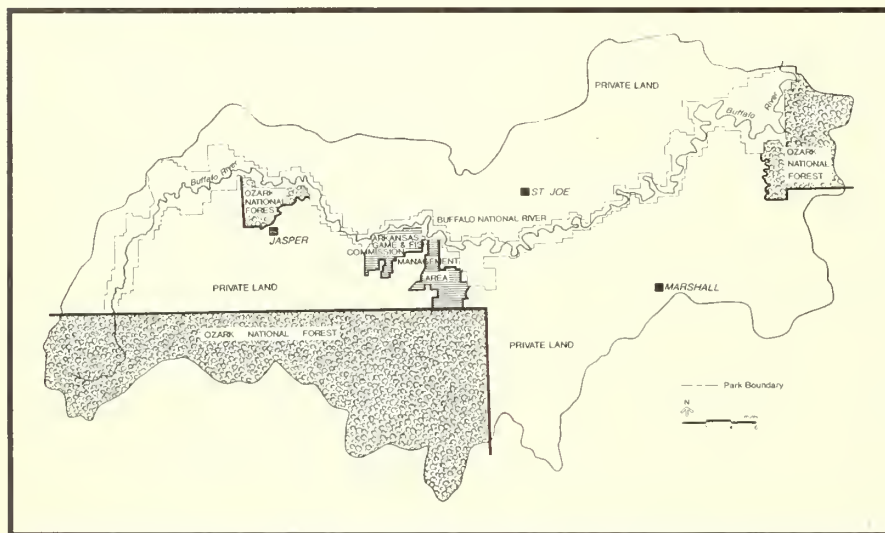 PRIVATE LAND
Buffalo
River
OZARK
NATIONAL
FOREST
Buffalo River
OZARK
NATIONAL
FOREST
ST JOE
BUFFALO NATIONAL RIVER
JASPER
ARKANSAS
GAME & FIS
COMMISSION
MANAGEMENT
AREA
PRIVATE LAND
MARSHALL
OZARK NATIONAL FOREST
PRIVATE LAND
Park Boundary
N